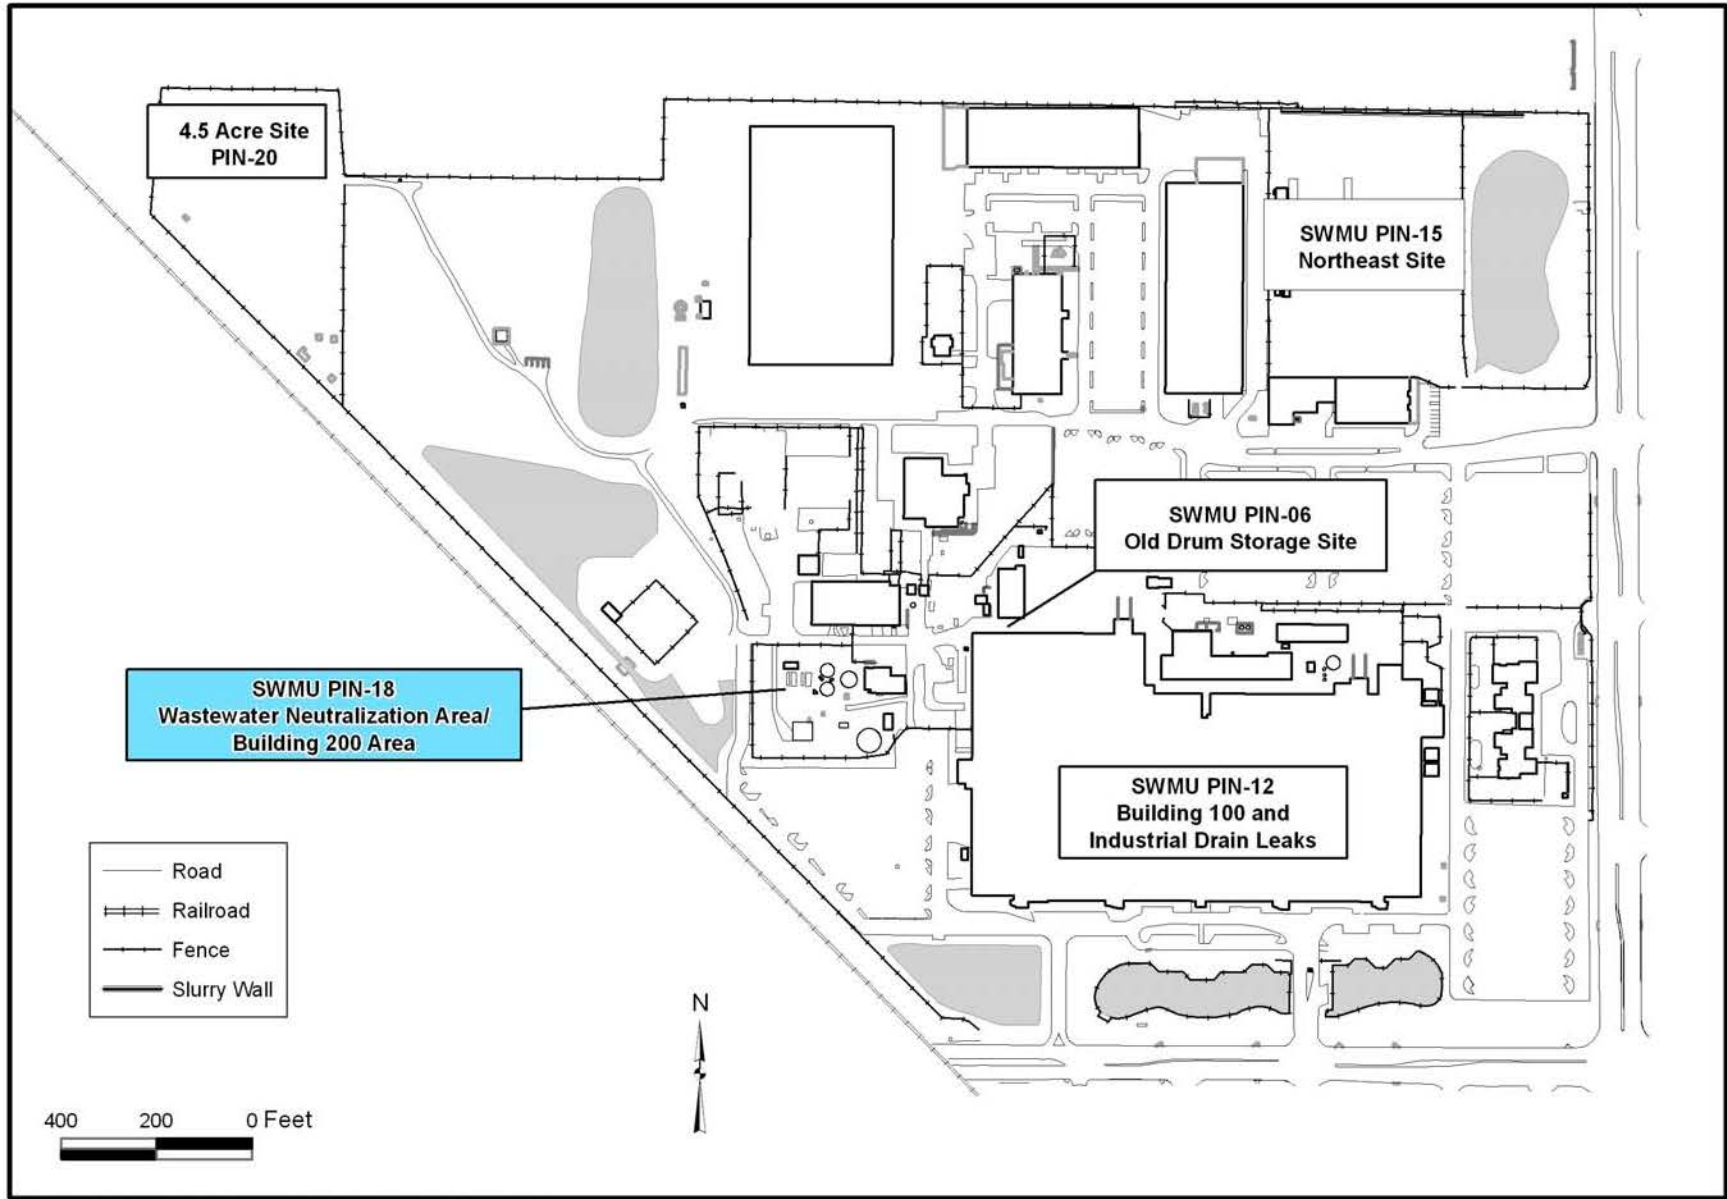 4.5 Acre Site
PIN-20
SWMU PIN-15
Northeast Site
SWMU PIN-06
Old Drum Storage Site
SWMU PIN-18
Wastewater Neutralization Area/
Building 200 Area
SWMU PIN-12
Building 100 and
Industrial Drain Leaks
Road
Railroad
Fence
Slurry Wall
N
400 200 0 Feet